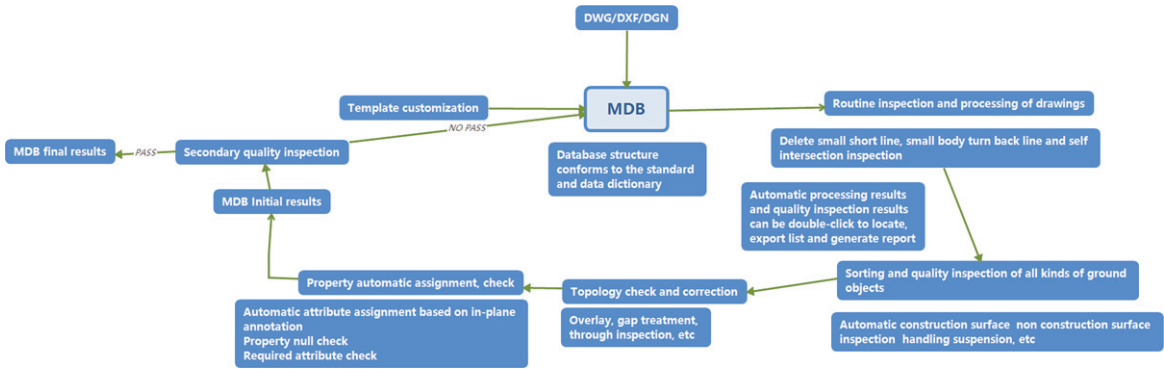 DWG/DXF/DGN
Template customization
MDB
Routine inspection and processing of drawings
NO PASS
MDB final results
PASS
Secondary quality inspection
Delete small short line, small body turn back line and self
intersection inspection
Database structure
conforms to the standard
and data dictionary
MDB Initial results
Automatic processing results
and quality inspection results
can be double-click to locate,
export list and generate report
Sorting and quality inspection of all kinds of ground
objects
Property automatic assignment, check
Topology check and correction
Automatic attribute assignment based on in-plane
annotation
Property null check
Required attribute check
Overlay, gap treatment,
through inspection, etc
Automatic construction surface non construction surface
inspection handling suspension, etc